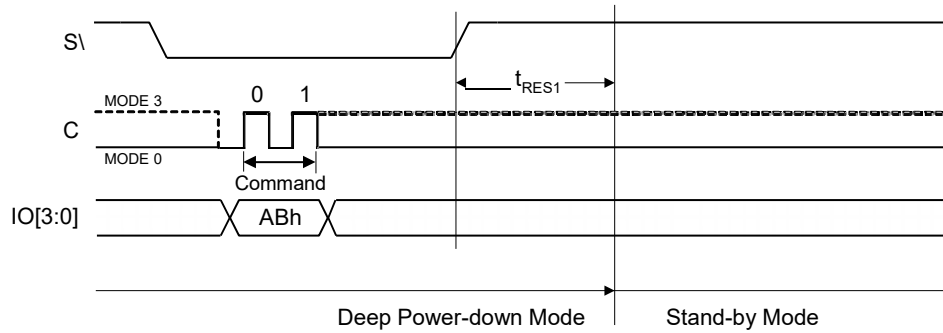 S\
tRES1
MODE 3
0 1
C
MODE 0
Command
IO[3:0] ABh
Deep Power-down Mode Stand-by Mode